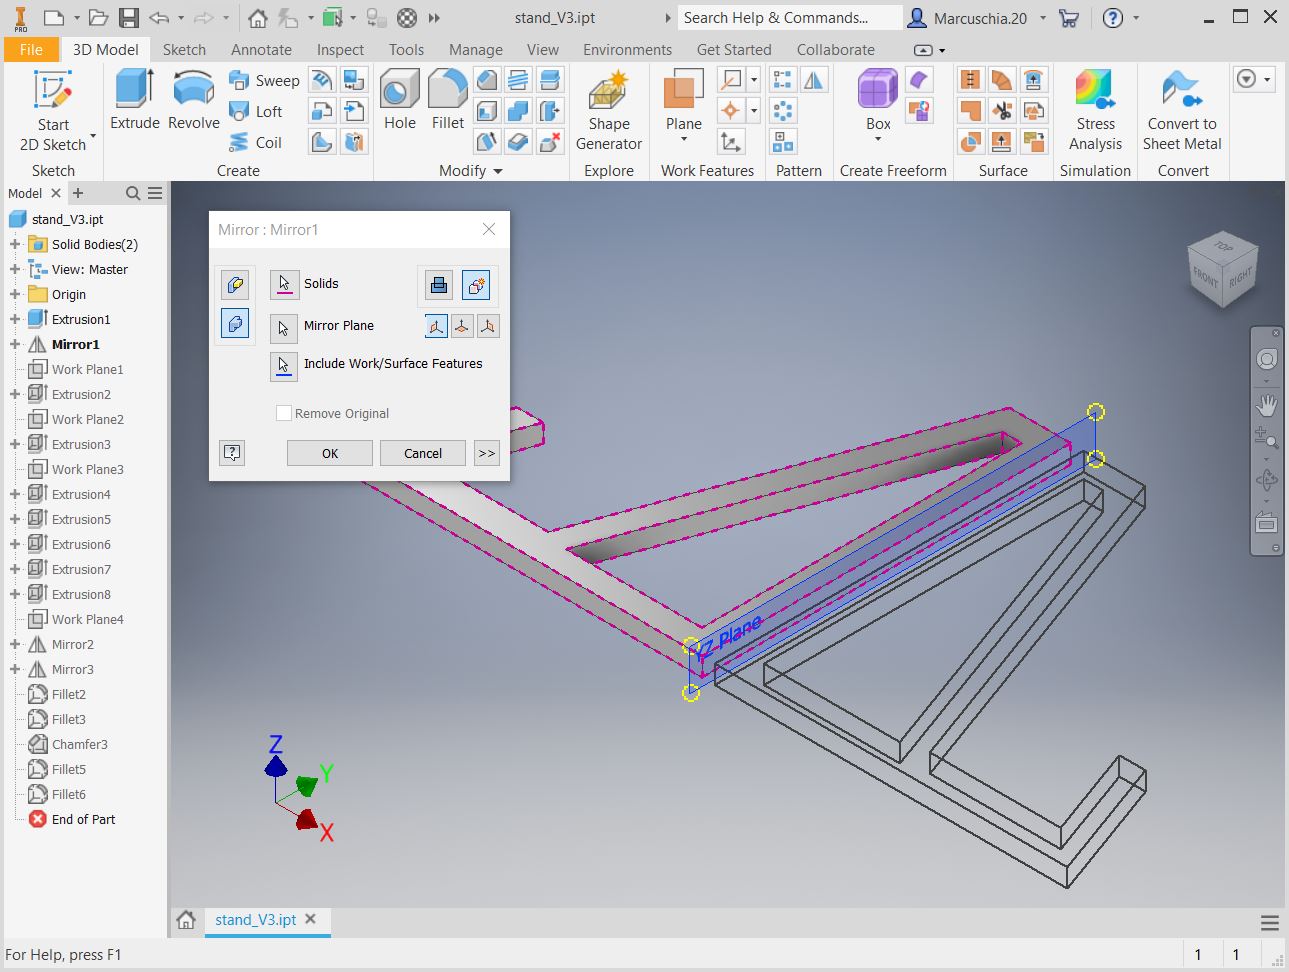 PRO
stand_V3.ipt
Search Help & Commands...
Marcuschia.20
File
3D Model
Sketch
Annotate
Inspect
Tools
Manage
View
Environments
Get Started
Collaborate
Start
2D Sketch
Extrude
Revolve
Sweep
Loft
Coil
Hole
Fillet
Shape
Generator
Plane
Box
Stress
Analysis
Convert to
Sheet Metal
Sketch
Create
Modify
Explore
Work Features
Pattern
Create Freeform
Surface
Simulation
Convert
Model
stand_V3.ipt
Solid Bodies(2)
View: Master
Origin
Extrusion1
Mirror1
Work Plane1
Extrusion2
Work Plane2
Extrusion3
Work Plane3
Extrusion4
Extrusion5
Extrusion6
Extrusion7
Extrusion8
Work Plane4
Mirror2
Mirror3
Fillet2
Fillet3
Chamfer3
Fillet5
Fillet6
End of Part
Mirror : Mirror1
Solids
Mirror Plane
Include Work/Surface Features
Remove Original
OK
Cancel
>>
TOP
FRONT
RIGHT
YZ Plane
Z
Y
X
stand_V3.ipt
For Help, press F1
1
1